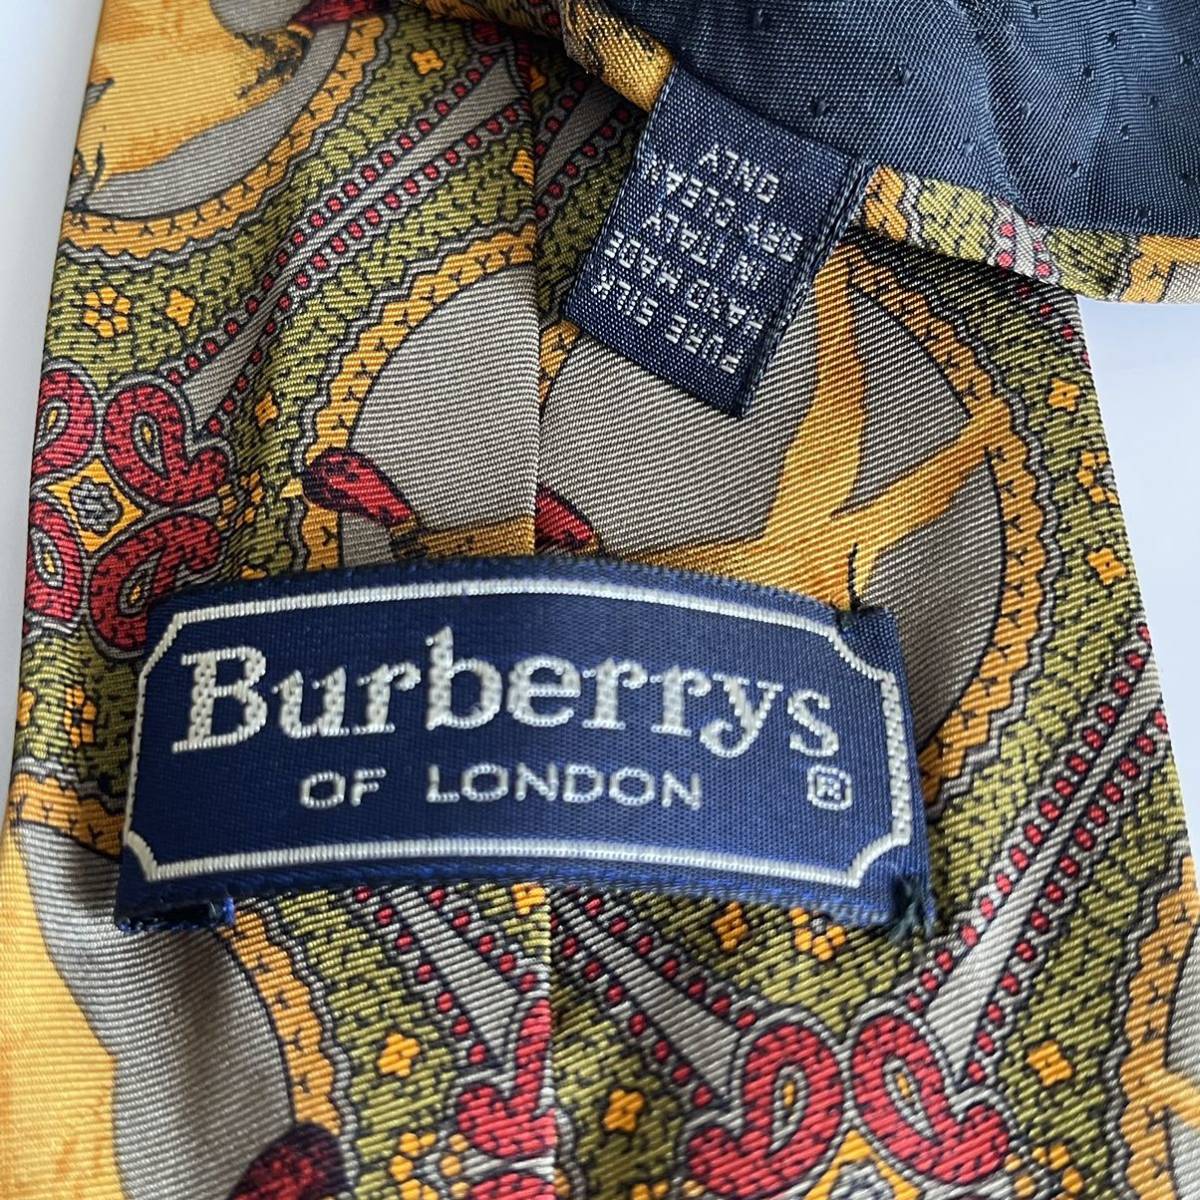 Burberrys
OF LONDON
®
PURE SILK
HAND MADE
IN ITALY
DRY CLEAN
ONLY